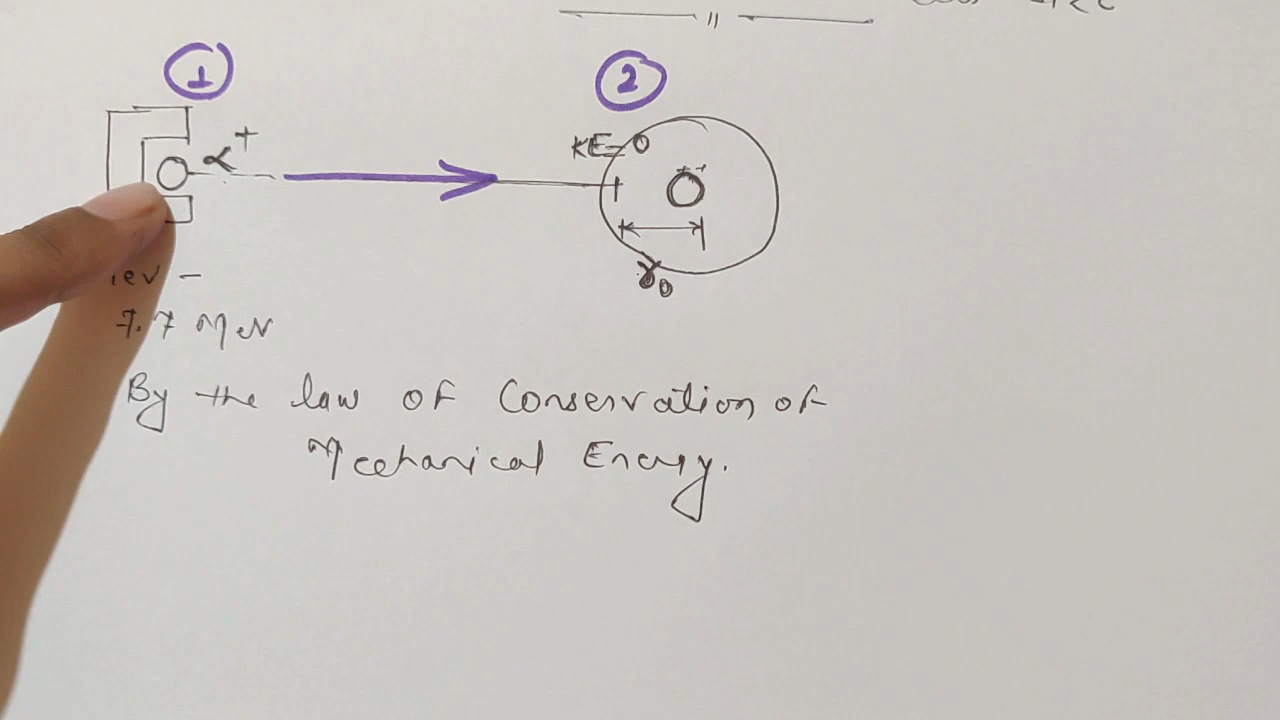 1
2
α+
KE=0
++
r0
7.7 MeV
By the law of Conservation of
Mechanical Energy.